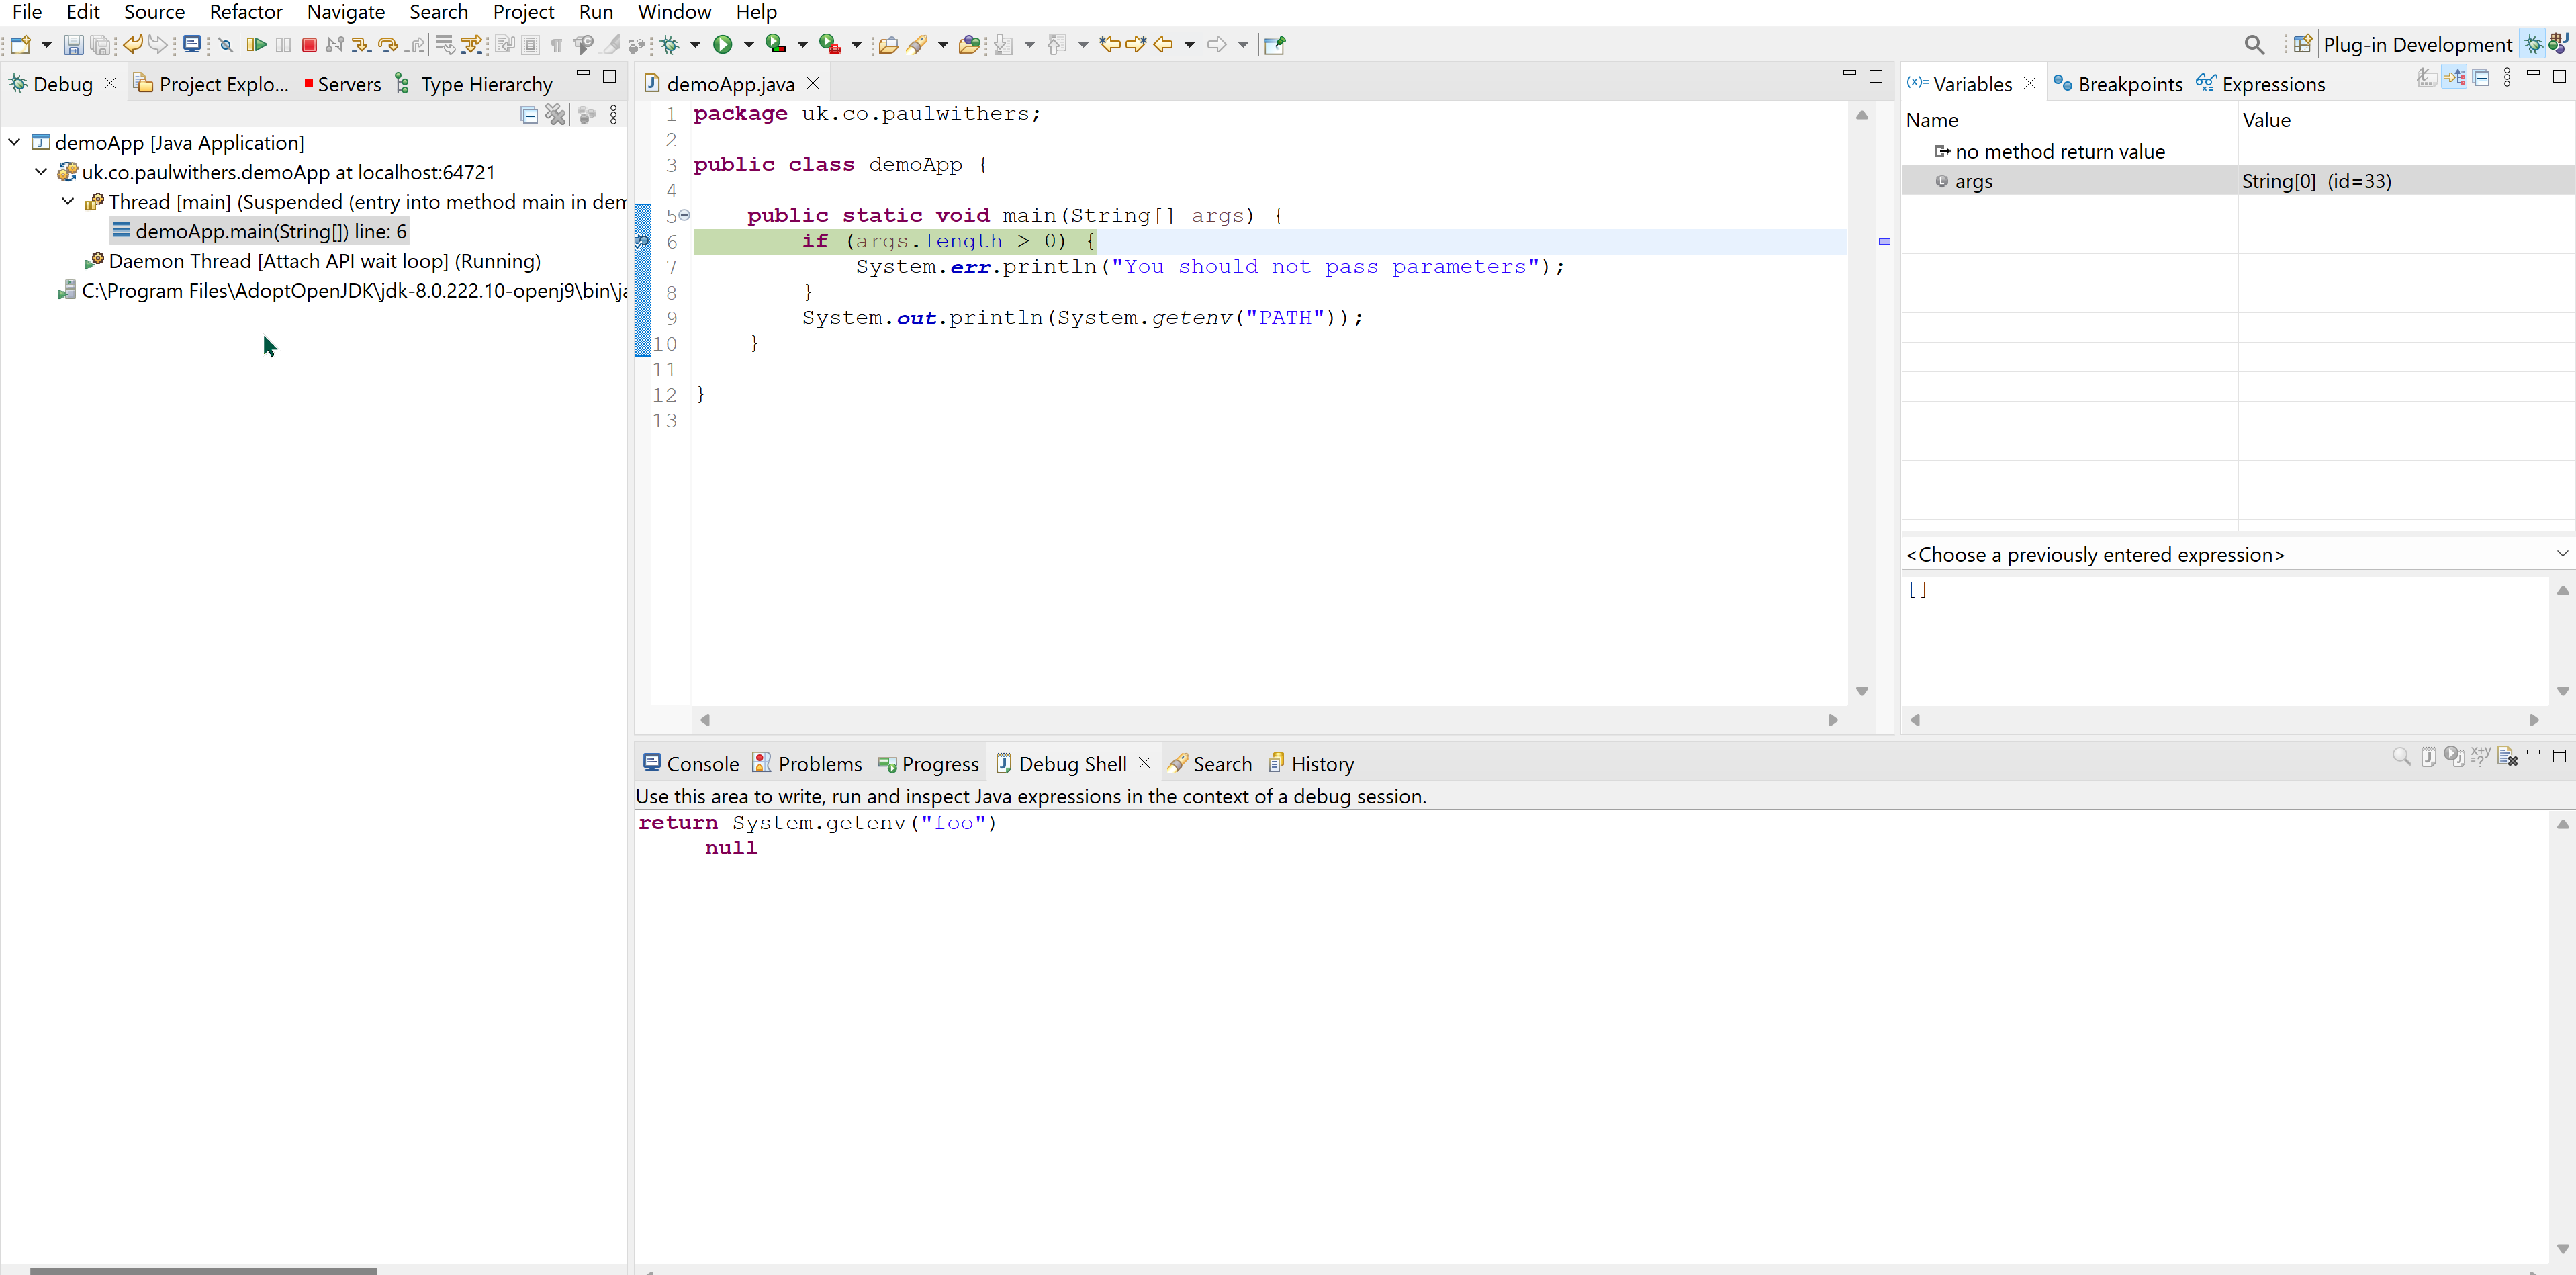 File Edit Source Refactor Navigate Search Project Run Window Help
Plug-in Development
Debug Project Explo... Servers Type Hierarchy
demoApp [Java Application]
uk.co.paulwithers.demoApp at localhost:64721
Thread [main] (Suspended (entry into method main in dem
demoApp.main(String[]) line: 6
Daemon Thread [Attach API wait loop] (Running)
C:\Program Files\AdoptOpenJDK\jdk-8.0.222.10-openj9\bin\ja
demoApp.java
1 package uk.co.paulwithers;
2
3 public class demoApp {
4
5 public static void main(String[] args) {
6 if (args.length > 0) {
7 System.err.println("You should not pass parameters");
8 }
9 System.out.println(System.getenv("PATH"));
10 }
11
12 }
13
(x)= Variables Breakpoints Expressions
Name Value
no method return value
args String[0] (id=33)
<Choose a previously entered expression>
[]
Console Problems Progress Debug Shell Search History
Use this area to write, run and inspect Java expressions in the context of a debug session.
return System.getenv("foo")
null